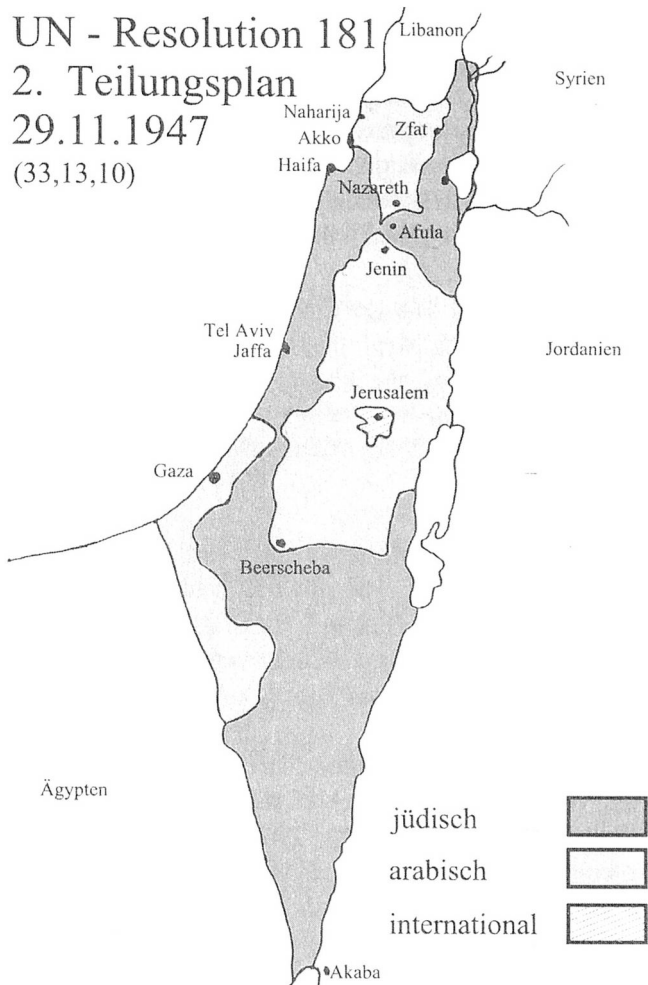 UN - Resolution 181
2. Teilungsplan
29.11.1947
(33,13,10)
Libanon
Syrien
Naharija
Akko
Zfat
Haifa
Nazareth
Afula
Jenin
Tel Aviv
Jaffa
Jordanien
Jerusalem
Gaza
Beerscheba
Ägypten
jüdisch
arabisch
international
Akaba